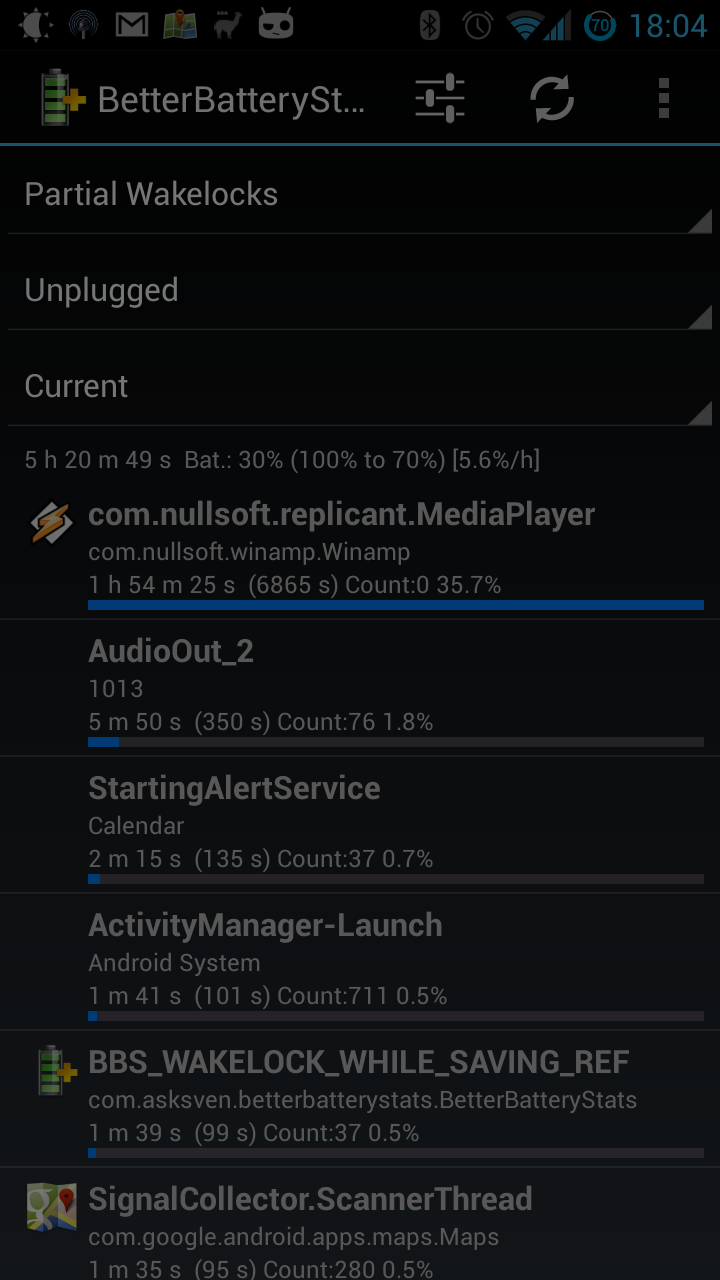 70 18:04
BetterBatterySt...
Partial Wakelocks
Unplugged
Current
5 h 20 m 49 s Bat.: 30% (100% to 70%) [5.6%/h]
com.nullsoft.replicant.MediaPlayer
com.nullsoft.winamp.Winamp
1 h 54 m 25 s (6865 s) Count:0 35.7%
AudioOut_2
1013
5 m 50 s (350 s) Count:76 1.8%
StartingAlertService
Calendar
2 m 15 s (135 s) Count:37 0.7%
ActivityManager-Launch
Android System
1 m 41 s (101 s) Count:711 0.5%
BBS_WAKELOCK_WHILE_SAVING_REF
com.asksven.betterbatterystats.BetterBatteryStats
1 m 39 s (99 s) Count:37 0.5%
SignalCollector.ScannerThread
com.google.android.apps.maps.Maps
1 m 35 s (95 s) Count:280 0.5%